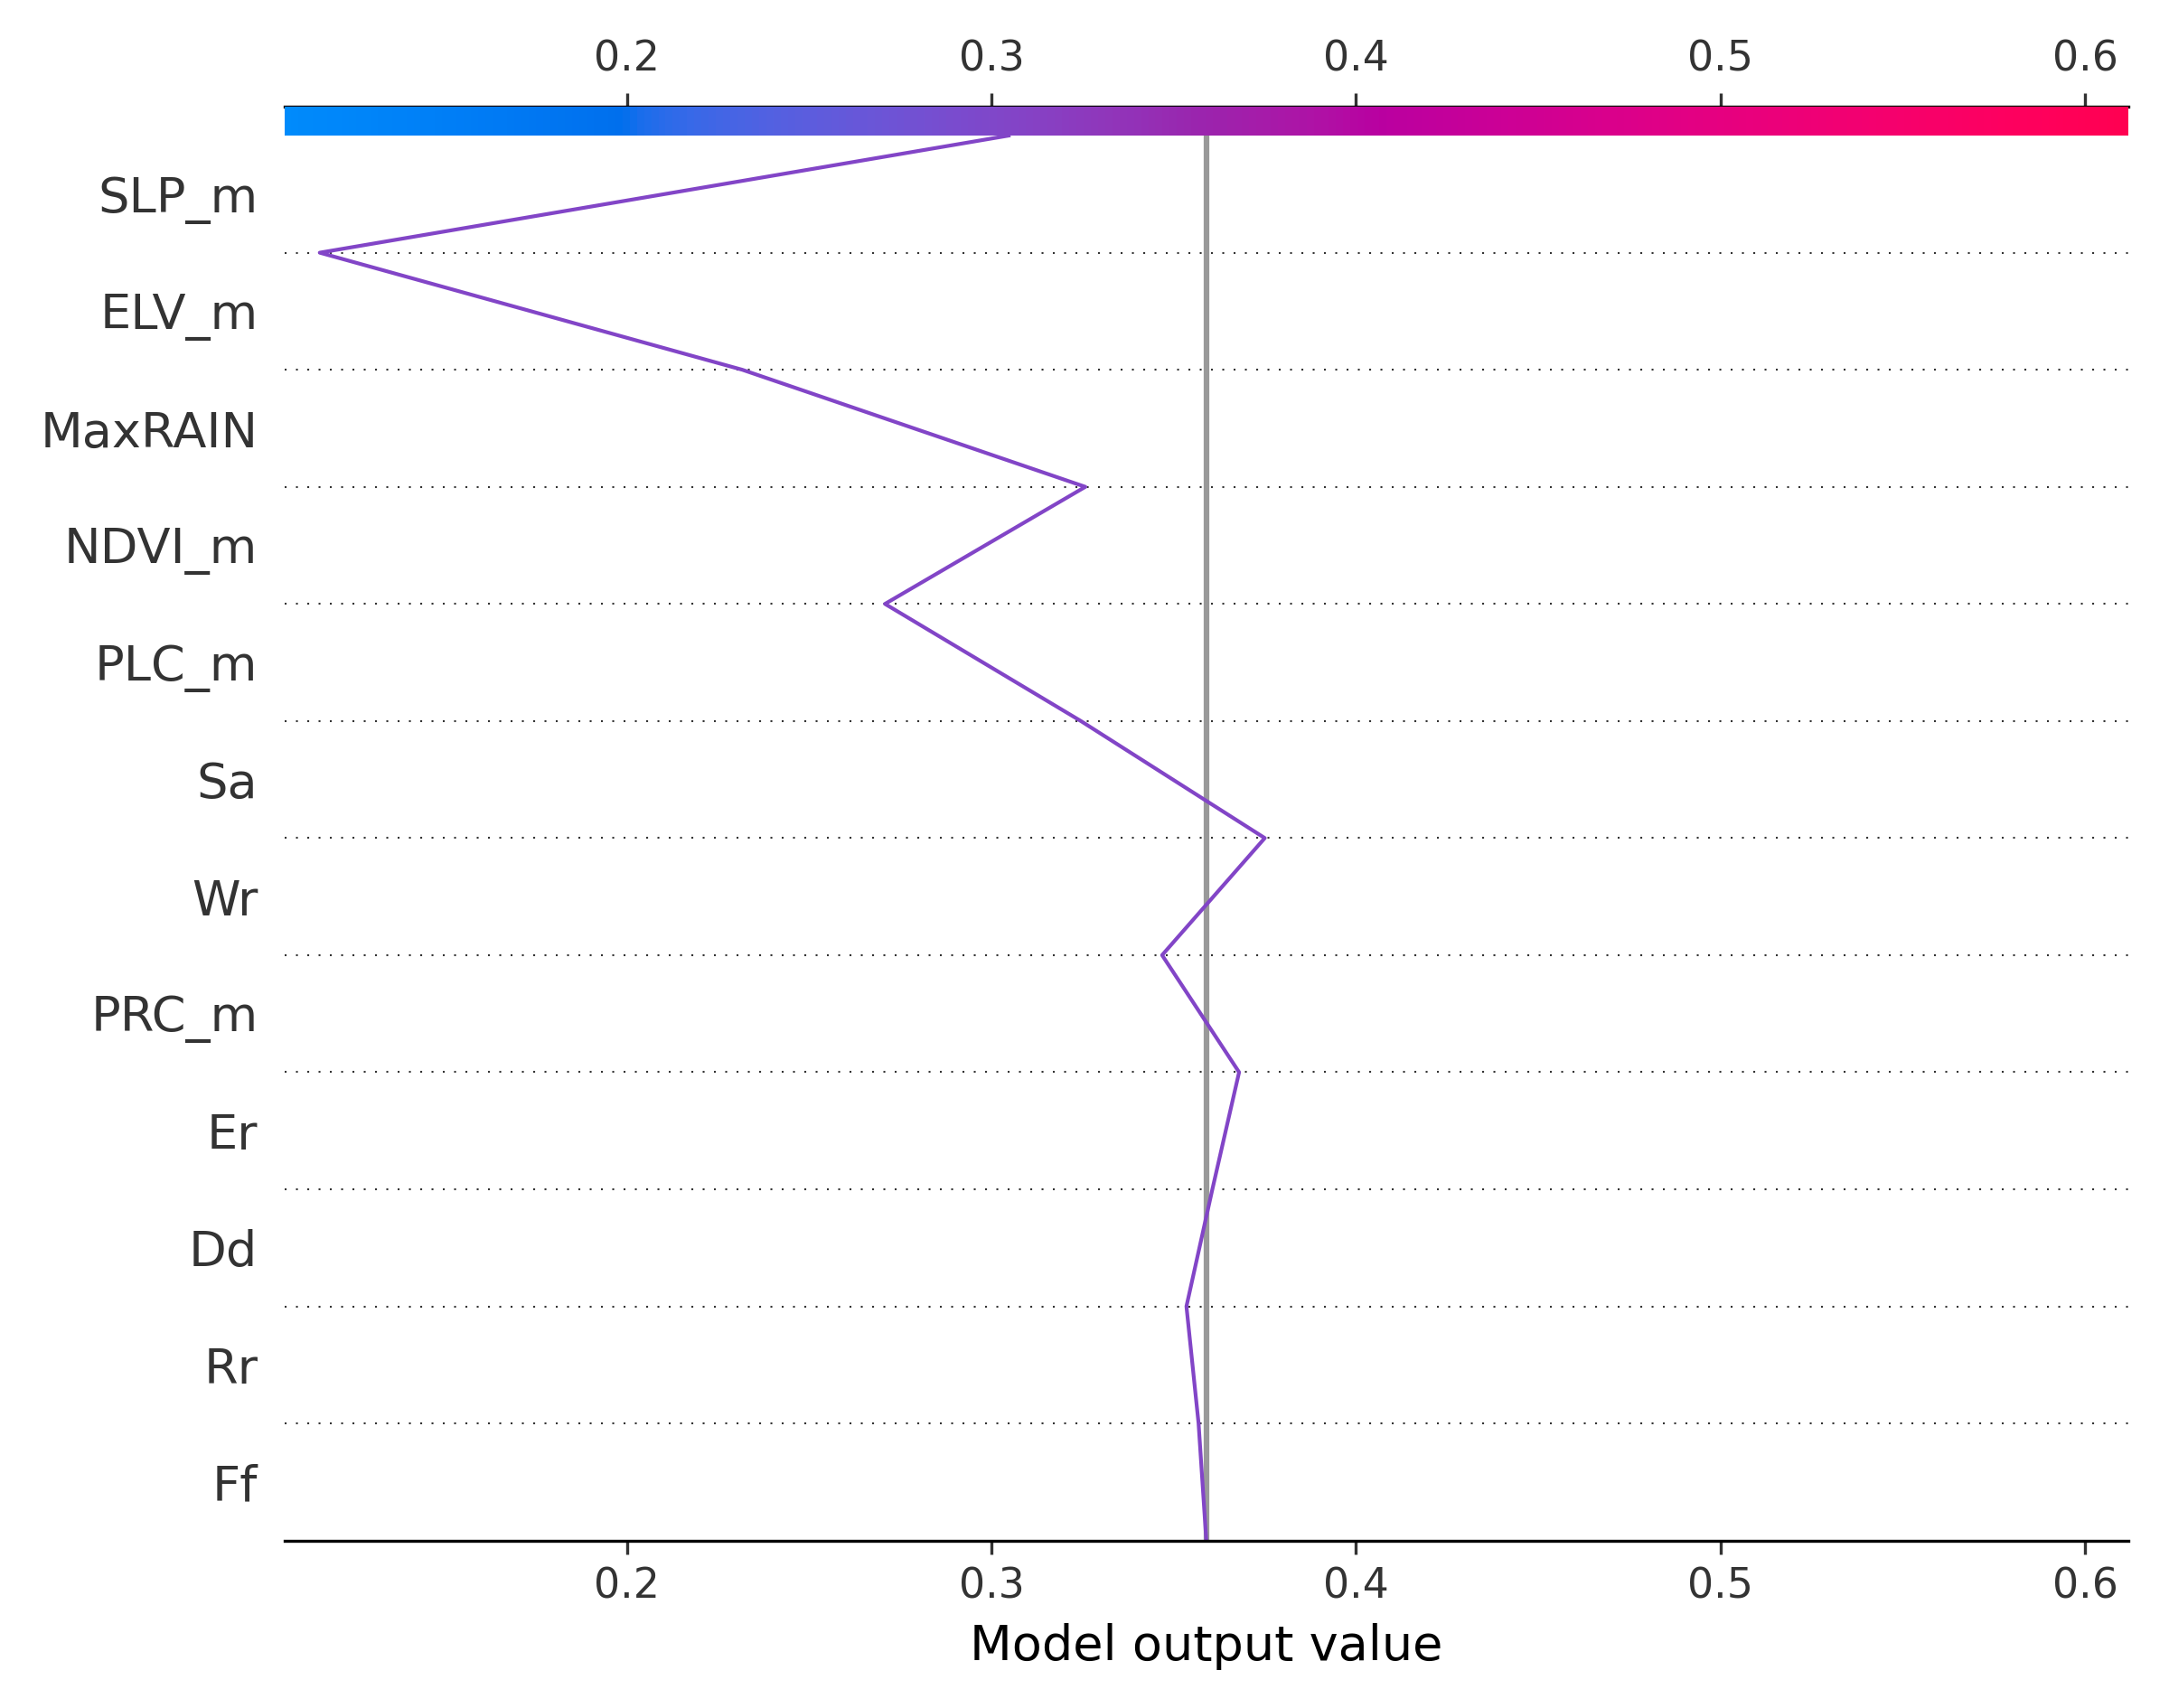 0.2 0.3 0.4 0.5 0.6
SLP_m
ELV_m
MaxRAIN
NDVI_m
PLC_m
Sa
Wr
PRC_m
Er
Dd
Rr
Ff
0.2 0.3 0.4 0.5 0.6
Model output value